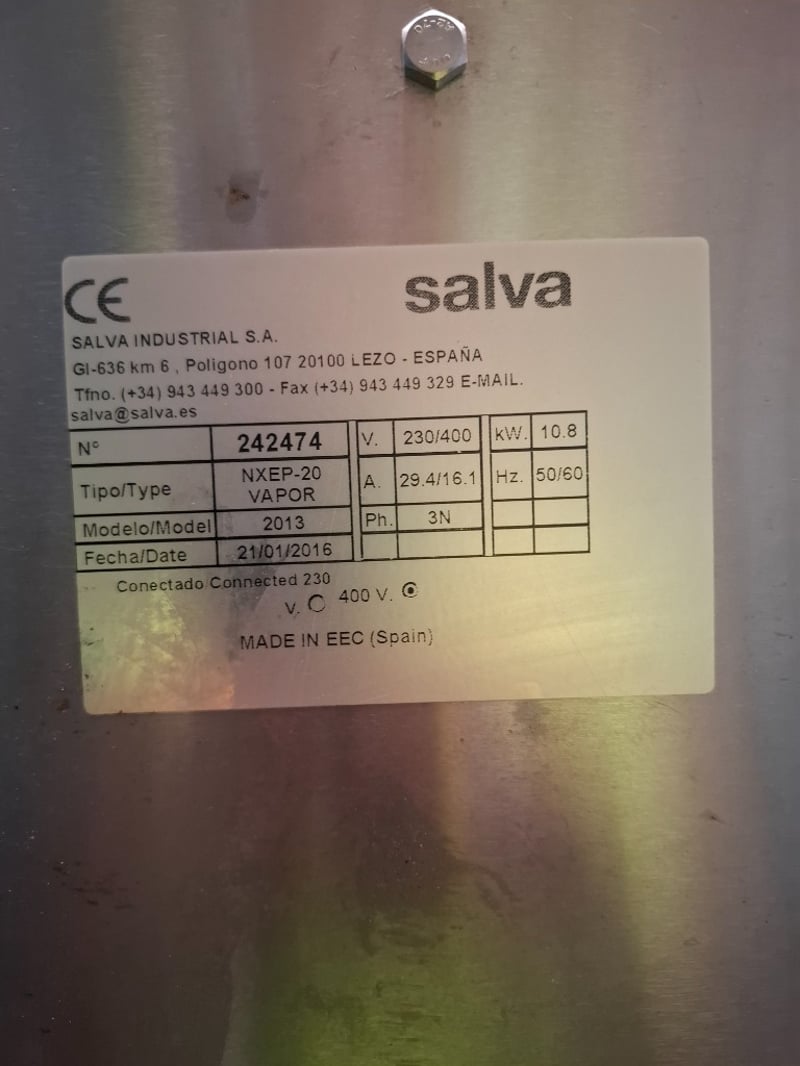 A2-70
CE
salva
SALVA INDUSTRIAL S.A.
GI-636 km 6 , Poligono 107 20100 LEZO - ESPAÑA
Tfno. (+34) 943 449 300 - Fax (+34) 943 449 329 E-MAIL.
salva@salva.es
Nº 242474 V. 230/400 kW. 10.8
Tipo/Type NXEP-20 VAPOR A. 29.4/16.1 Hz. 50/60
Modelo/Model 2013 Ph. 3N
Fecha/Date 21/01/2016
Conectado Connected 230
V. 400 V.
MADE IN EEC (Spain)